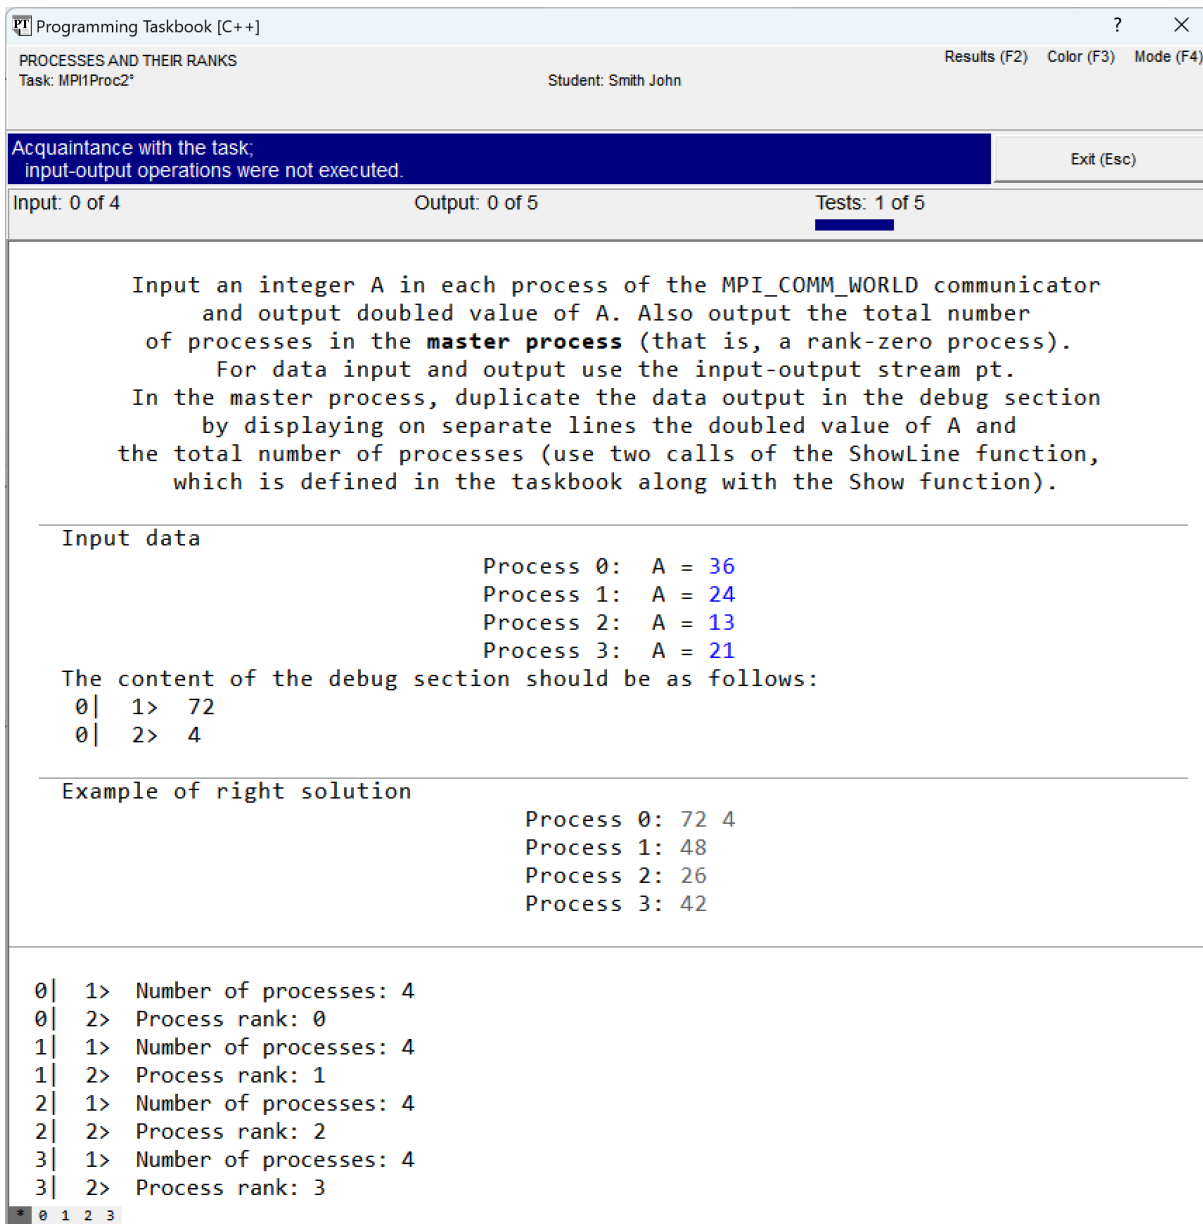 PT Programming Taskbook [C++] ? ×
PROCESSES AND THEIR RANKS Results (F2) Color (F3) Mode (F4)
Task: MPI1Proc2° Student: Smith John
Acquaintance with the task;
input-output operations were not executed.
Exit (Esc)
Input: 0 of 4 Output: 0 of 5 Tests: 1 of 5
Input an integer A in each process of the MPI_COMM_WORLD communicator
and output doubled value of A. Also output the total number
of processes in the master process (that is, a rank-zero process).
For data input and output use the input-output stream pt.
In the master process, duplicate the data output in the debug section
by displaying on separate lines the doubled value of A and
the total number of processes (use two calls of the ShowLine function,
which is defined in the taskbook along with the Show function).
Input data
Process 0: A = 36
Process 1: A = 24
Process 2: A = 13
Process 3: A = 21
The content of the debug section should be as follows:
0| 1> 72
0| 2> 4
Example of right solution
Process 0: 72 4
Process 1: 48
Process 2: 26
Process 3: 42
0| 1> Number of processes: 4
0| 2> Process rank: 0
1| 1> Number of processes: 4
1| 2> Process rank: 1
2| 1> Number of processes: 4
2| 2> Process rank: 2
3| 1> Number of processes: 4
3| 2> Process rank: 3
* 0 1 2 3